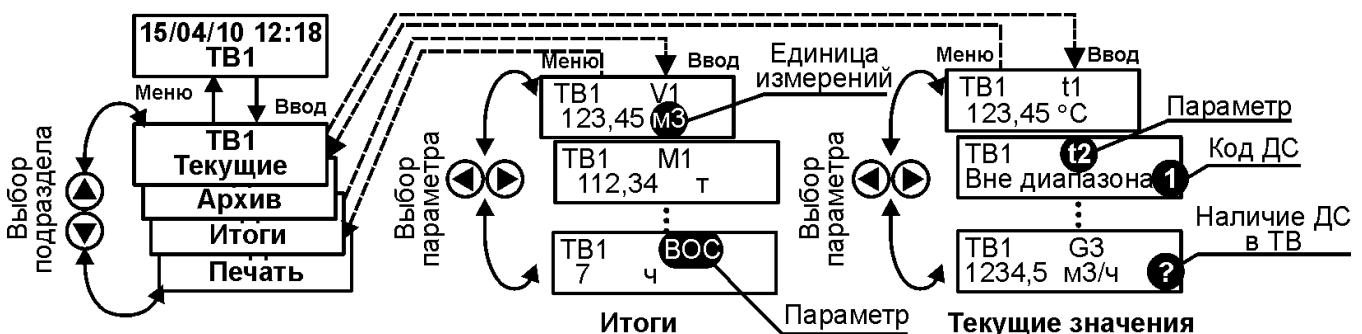 15/04/10 12:18
ТВ1
Меню
Ввод
ТВ1
Текущие
Архив
Итоги
Печать
Выбор
подраздела
Меню
Ввод
Единица
измерений
ТВ1 V1
123,45 м3
ТВ1 М1
112,34 т
ТВ1 ВОС
7 ч
Выбор
параметра
Параметр
Итоги
Меню
Ввод
ТВ1 t1
123,45 °С
Параметр
ТВ1 t2
Код ДС
Вне диапазона 1
Наличие ДС
в ТВ
ТВ1 G3
1234,5 м3/ч ?
Выбор
параметра
Текущие значения